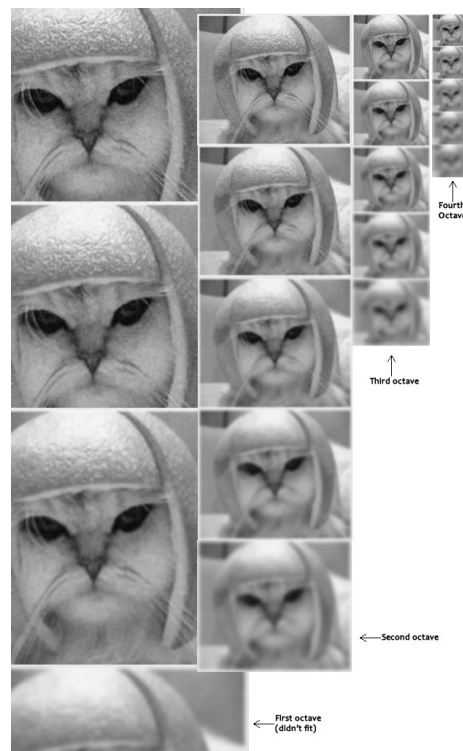 Fourth
Octave
Third octave
Second octave
First octave
(didn't fit)